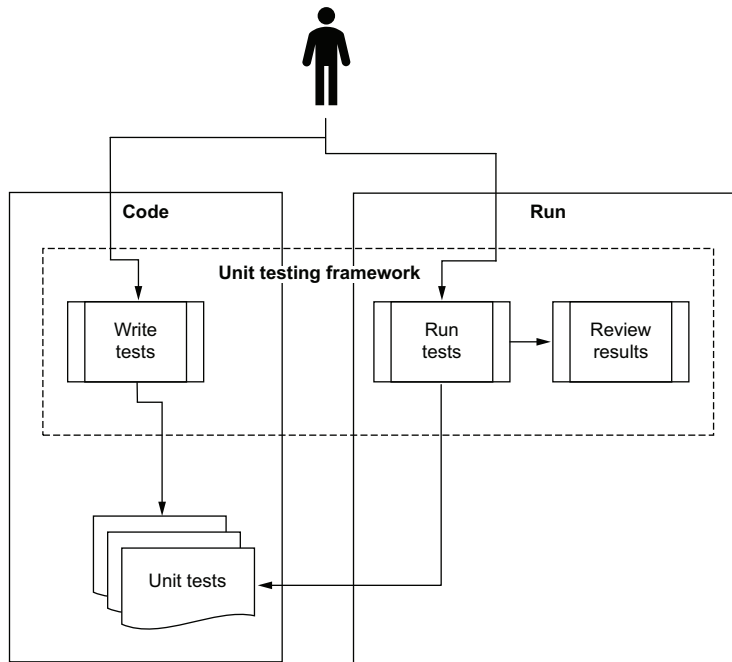 Code
Run
Unit testing framework
Write
tests
Run
tests
Review
results
Unit tests